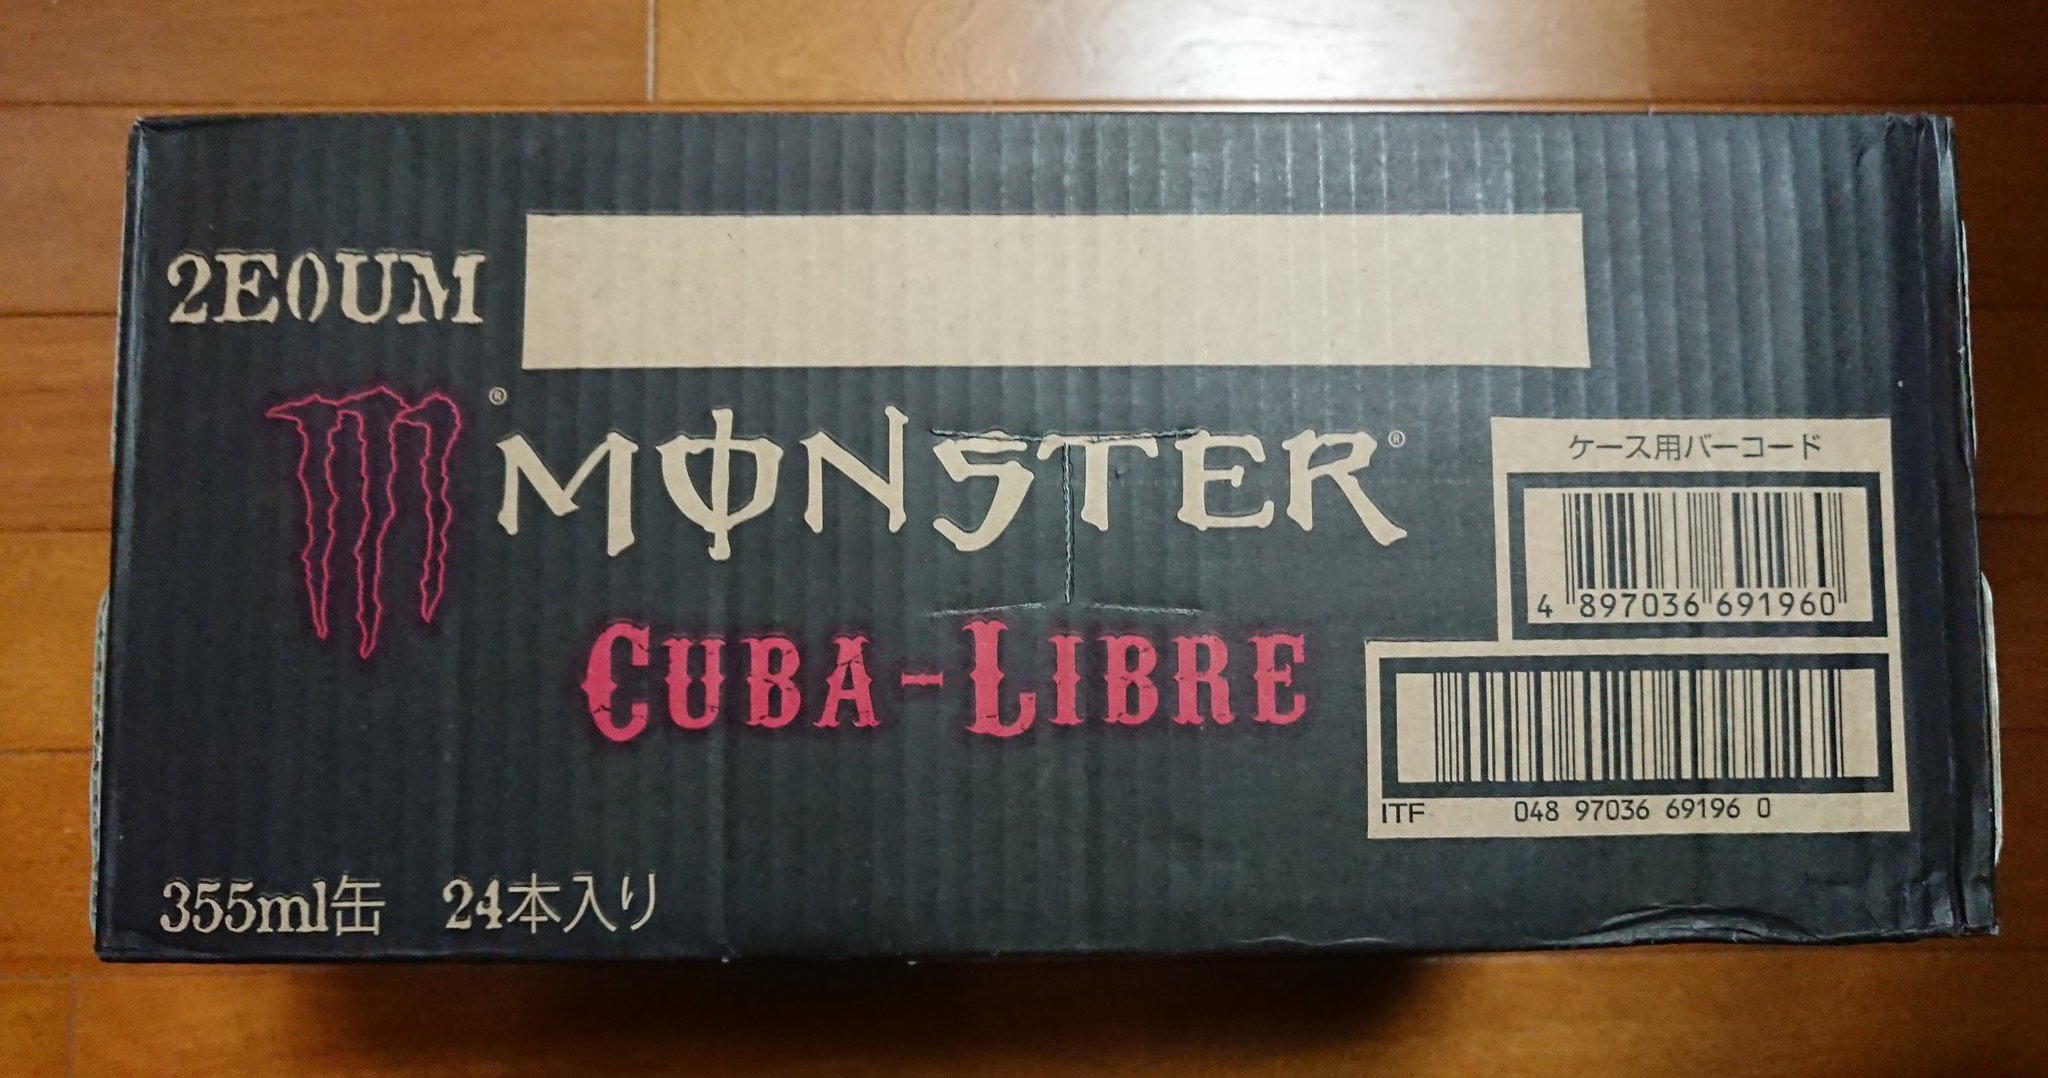 2E0UM
® MONSTER®
CUBA-LIBRE
355ml缶 24本入り
ケース用バーコード
4 897036 691960
ITF 048 97036 69196 0